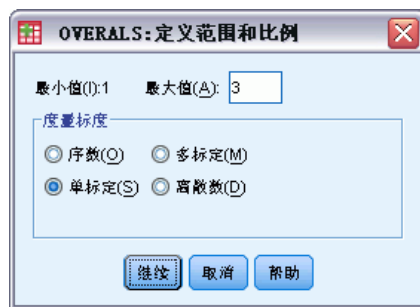 OVERALS:定义范围和比例
最小值(I):1 最大值(A): 3
度量标度
序数(O) 多标定(M)
单标定(S) 离散数(D)
继续 取消 帮助